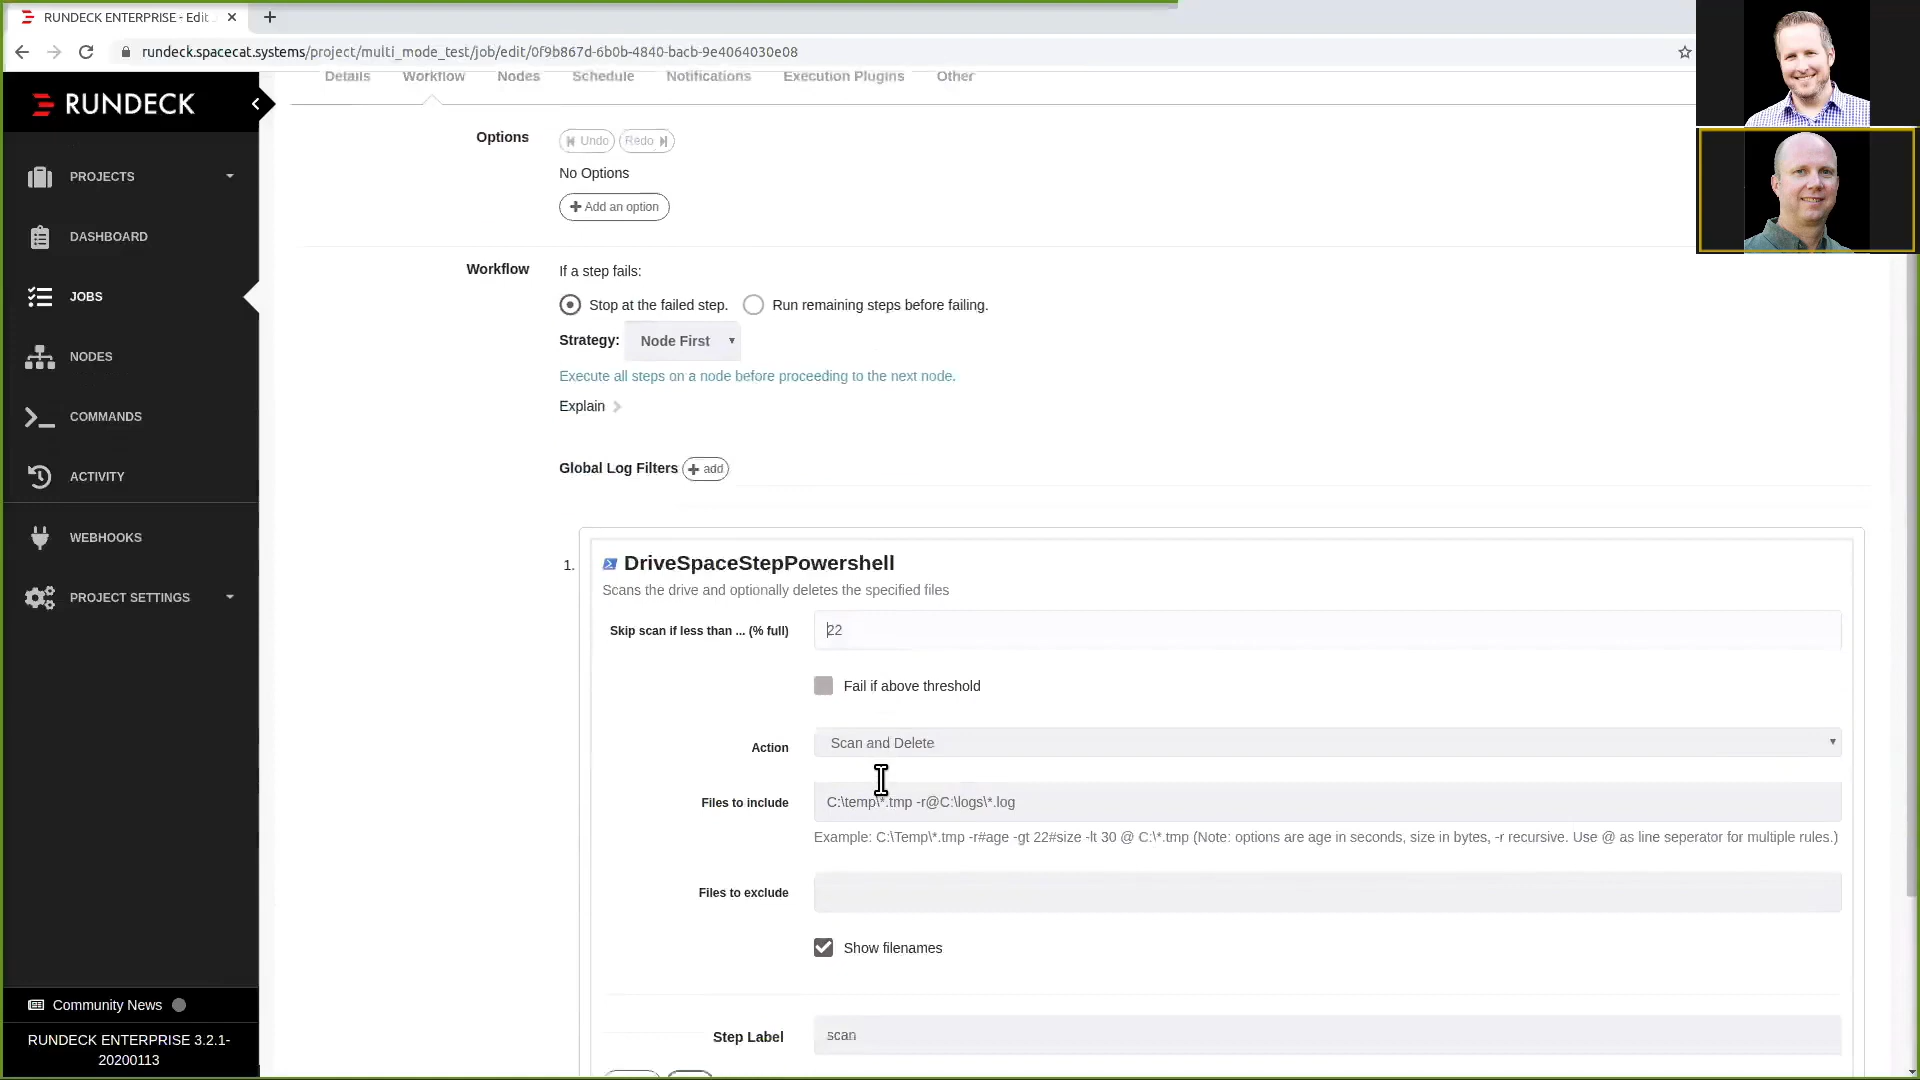 RUNDECK ENTERPRISE - Edit
rundeck.spacecat.systems/project/multi_mode_test/job/edit/0f9b867d-6b0b-4840-bacb-9e4064030e08
RUNDECK
PROJECTS
DASHBOARD
JOBS
NODES
COMMANDS
ACTIVITY
WEBHOOKS
PROJECT SETTINGS
Community News
RUNDECK ENTERPRISE 3.2.1-
20200113
Details Workflow Nodes Schedule Notifications Execution Plugins Other
Options Undo Redo
No Options
Add an option
Workflow If a step fails:
Stop at the failed step. Run remaining steps before failing.
Strategy: Node First
Execute all steps on a node before proceeding to the next node.
Explain
Global Log Filters + add
1. DriveSpaceStepPowershell
Scans the drive and optionally deletes the specified files
Skip scan if less than ... (% full) 22
Fail if above threshold
Action Scan and Delete
Files to include C:\temp\*.tmp -r@C:\logs\*.log
Example: C:\Temp\*.tmp -r#age -gt 22#size -lt 30 @ C:\*.tmp (Note: options are age in seconds, size in bytes, -r recursive. Use @ as line seperator for multiple rules.)
Files to exclude
Show filenames
Step Label scan